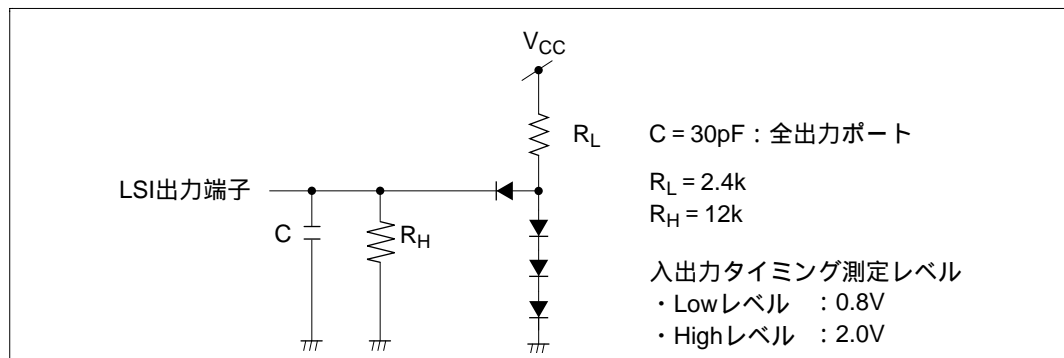 VCC
RL
C = 30pF：全出力ポート
LSI出力端子
RL = 2.4k
RH = 12k
C
RH
入出力タイミング測定レベル
・Lowレベル ：0.8V
・Highレベル ：2.0V